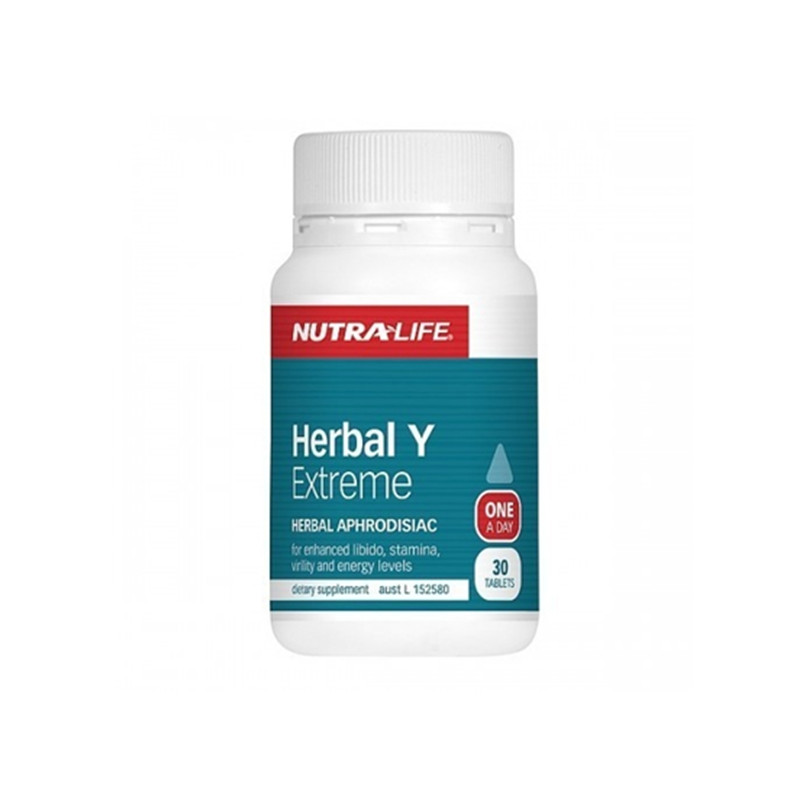 NUTRA-LIFE®
Herbal Y
Extreme
HERBAL APHRODISIAC
for enhanced libido, stamina,
virility and energy levels
dietary supplement aust L 152580
ONE
A DAY
30
TABLETS